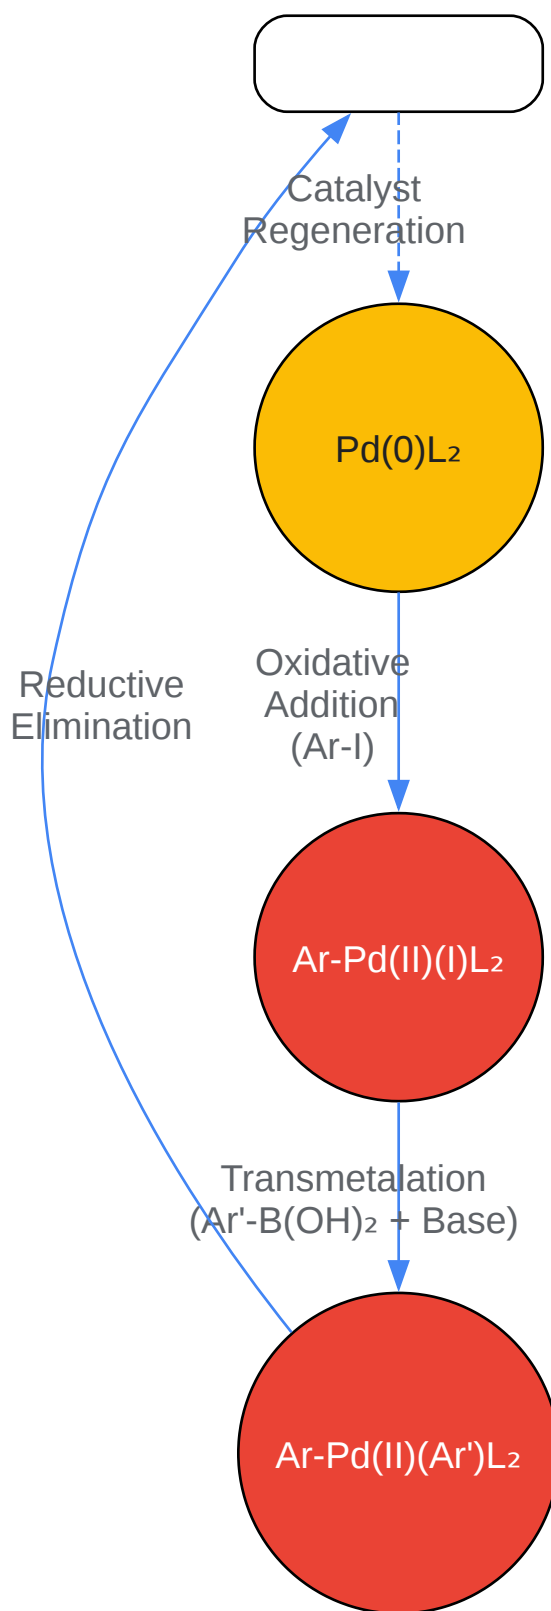 Catalyst
Regeneration
Pd(0)L₂
Reductive
Elimination
Oxidative
Addition
(Ar-I)
Ar-Pd(II)(I)L₂
Transmetalation
(Ar'-B(OH)₂ + Base)
Ar-Pd(II)(Ar')L₂